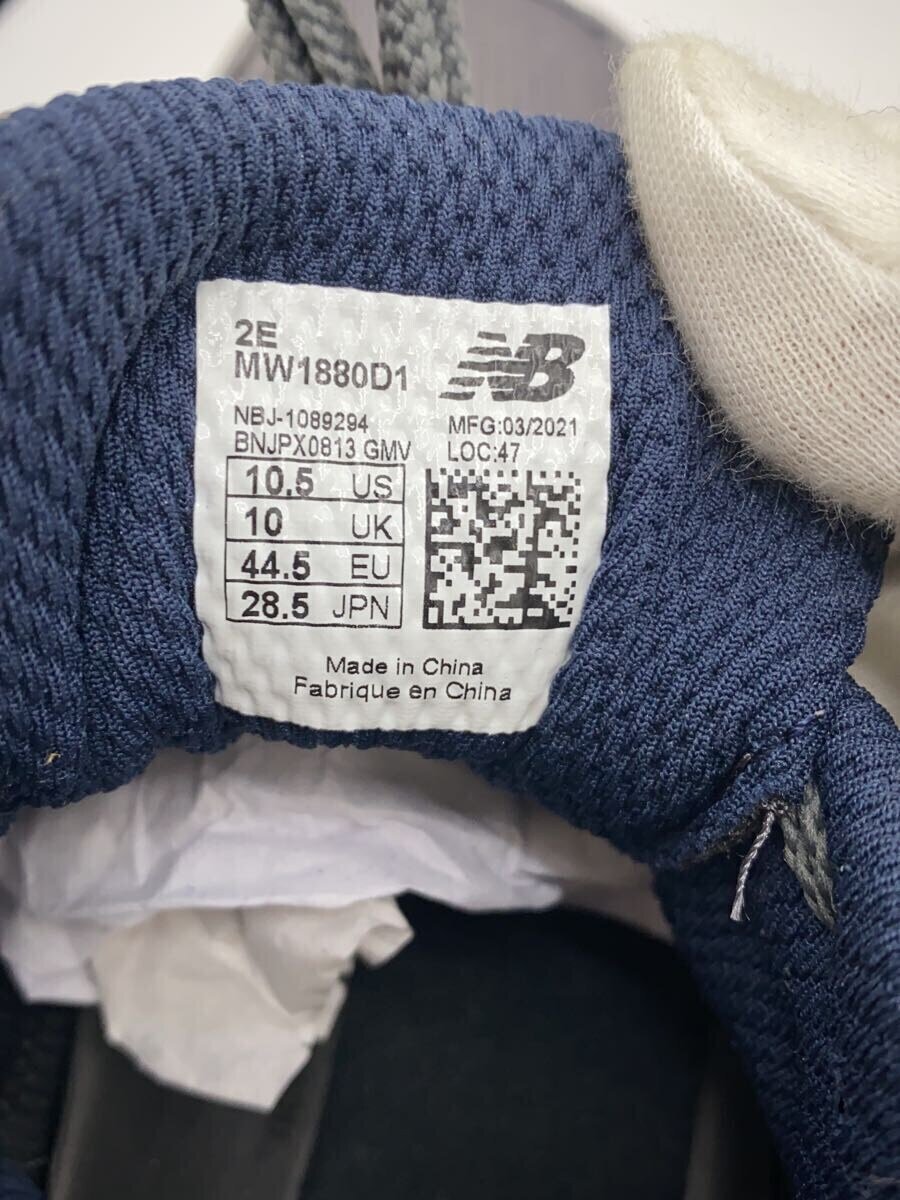 2E
MW1880D1
NB
NBJ-1089294
BNJPX0813 GMV
MFG:03/2021
LOC:47
10.5 US
10 UK
44.5 EU
28.5 JPN
Made in China
Fabrique en China